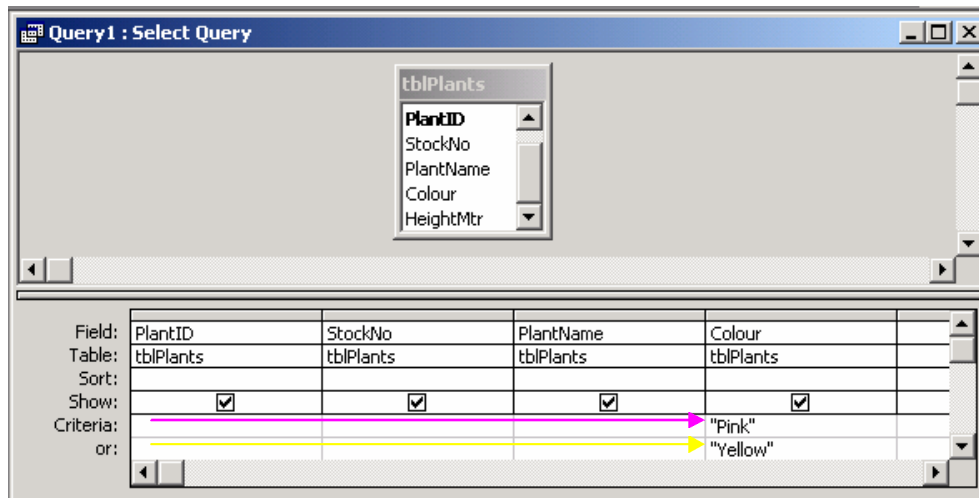 Query1 : Select Query
tblPlants
PlantID
StockNo
PlantName
Colour
HeightMtr
Field: PlantID StockNo PlantName Colour
Table: tblPlants tblPlants tblPlants tblPlants
Sort:
Show:
Criteria: "Pink"
or: "Yellow"